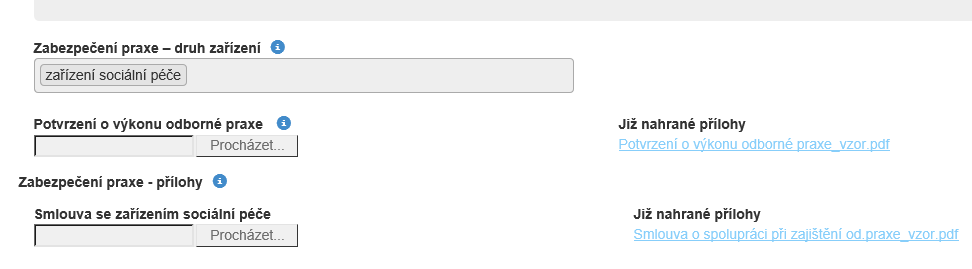 Zabezpečení praxe – druh zařízení
zařízení sociální péče
Potvrzení o výkonu odborné praxe
Již nahrané přílohy
Procházet...
Potvrzení o výkonu odborné praxe_vzor.pdf
Zabezpečení praxe - přílohy
Smlouva se zařízením sociální péče
Již nahrané přílohy
Procházet...
Smlouva o spolupráci při zajištění od.praxe_vzor.pdf